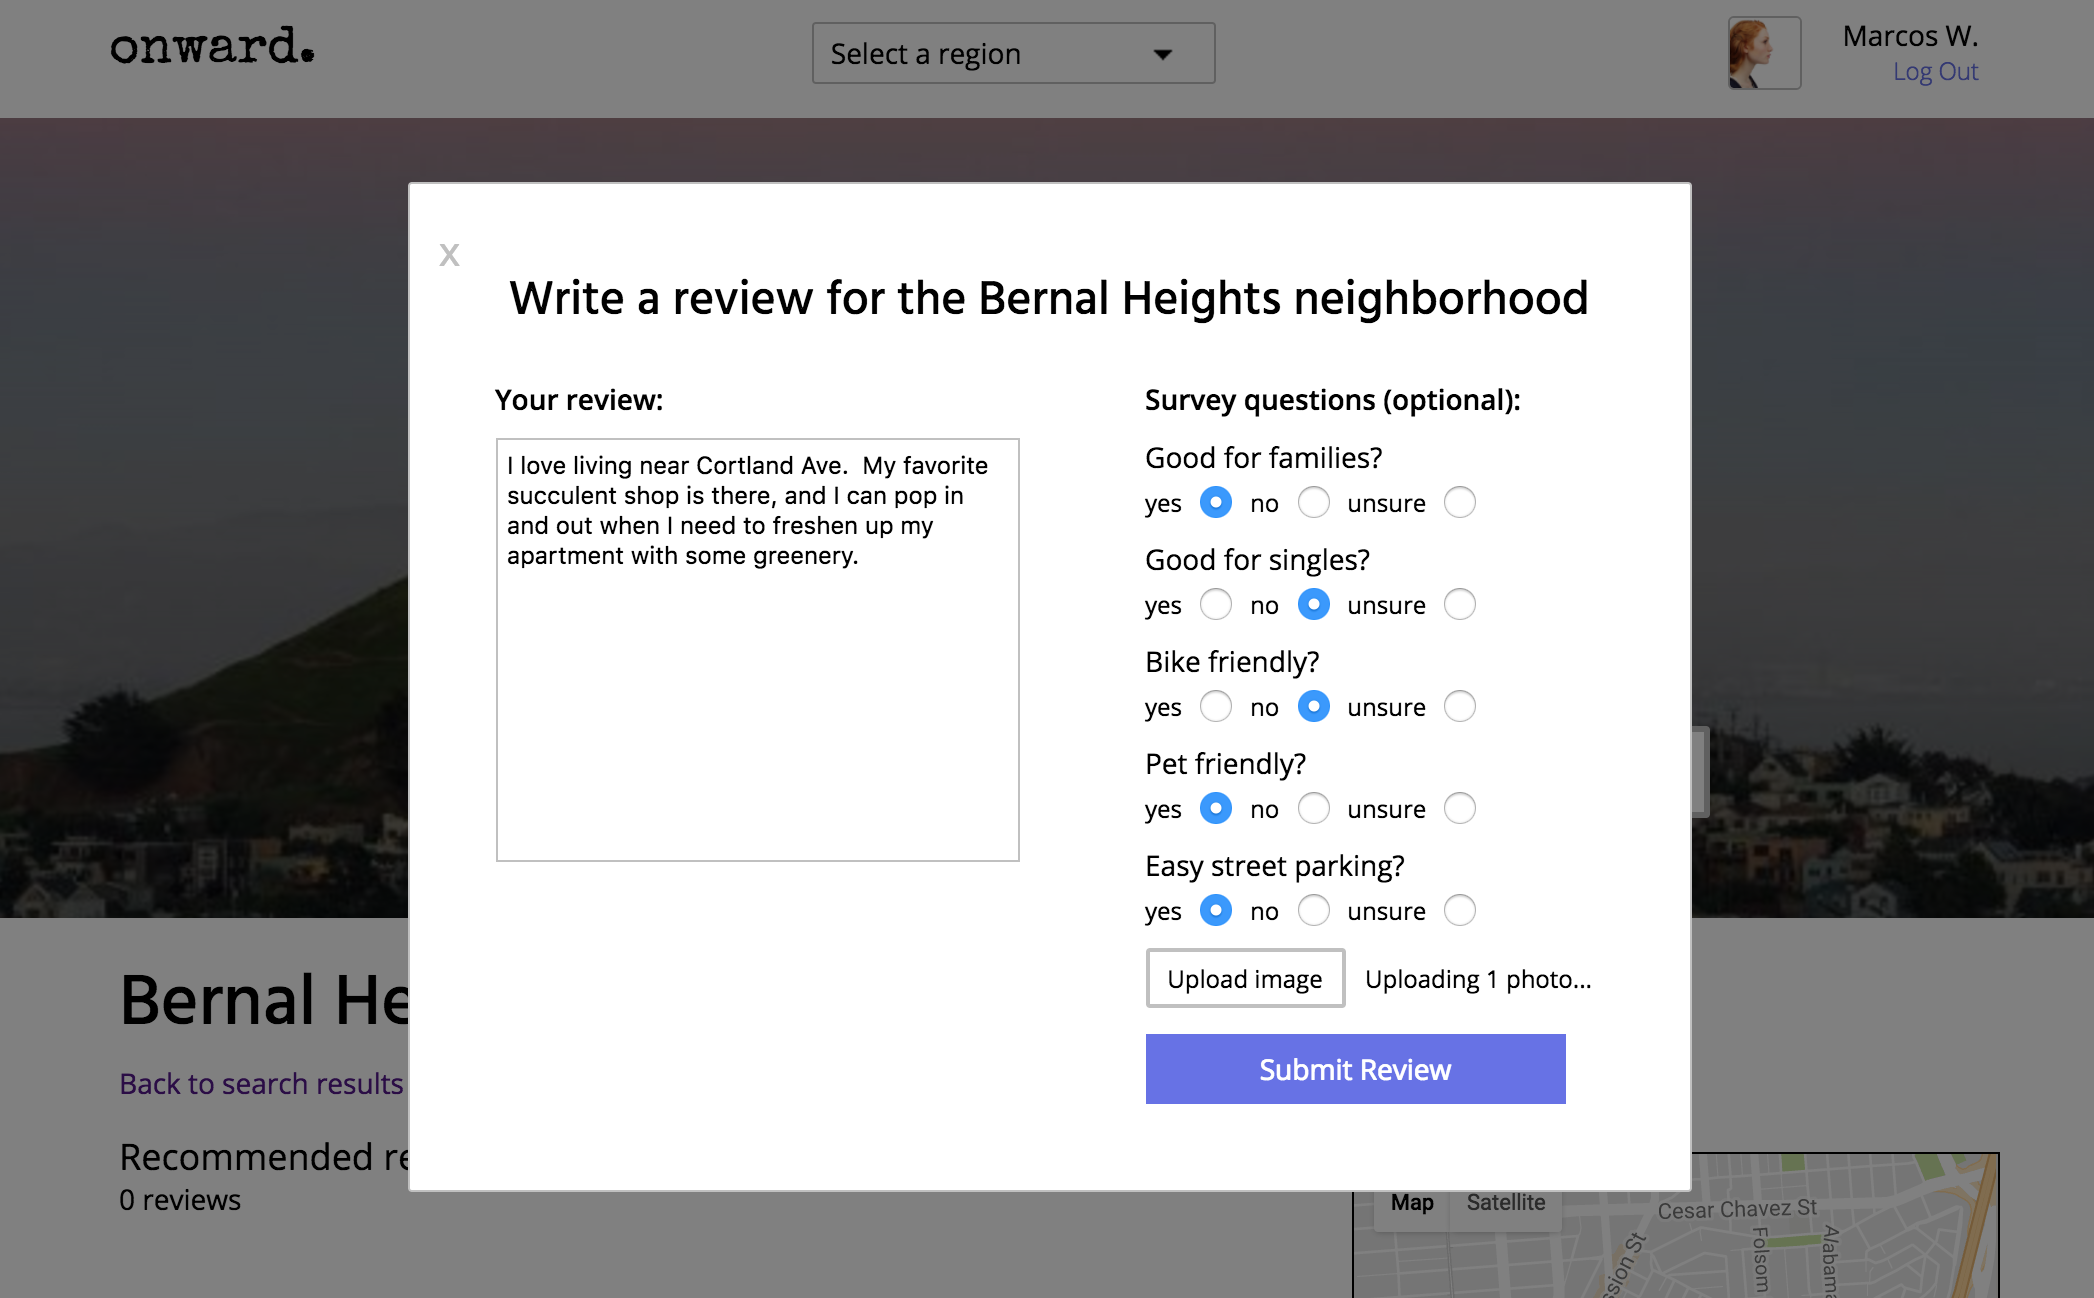 onward.
Select a region
Marcos W.
Log Out
X
Write a review for the Bernal Heights neighborhood
Your review:
I love living near Cortland Ave.  My favorite
succulent shop is there, and I can pop in
and out when I need to freshen up my
apartment with some greenery.
Survey questions (optional):
Good for families?
yes no unsure
Good for singles?
yes no unsure
Bike friendly?
yes no unsure
Pet friendly?
yes no unsure
Easy street parking?
yes no unsure
Upload image Uploading 1 photo...
Submit Review
Bernal He
Back to search results
Recommended re
0 reviews
Map Satellite
Cesar Chavez St
ssion St
Folsom
Alabama